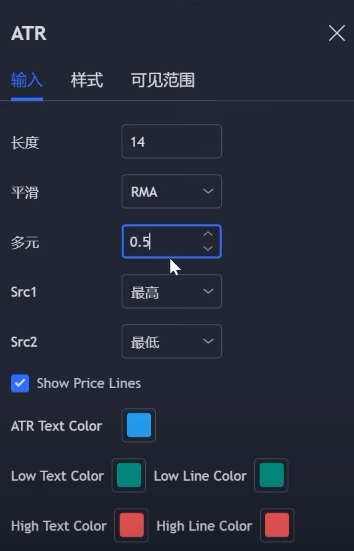 ATR
输入 样式 可见范围
长度 14
平滑 RMA
多元 0.5
Src1 最高
Src2 最低
Show Price Lines
ATR Text Color
Low Text Color Low Line Color
High Text Color High Line Color